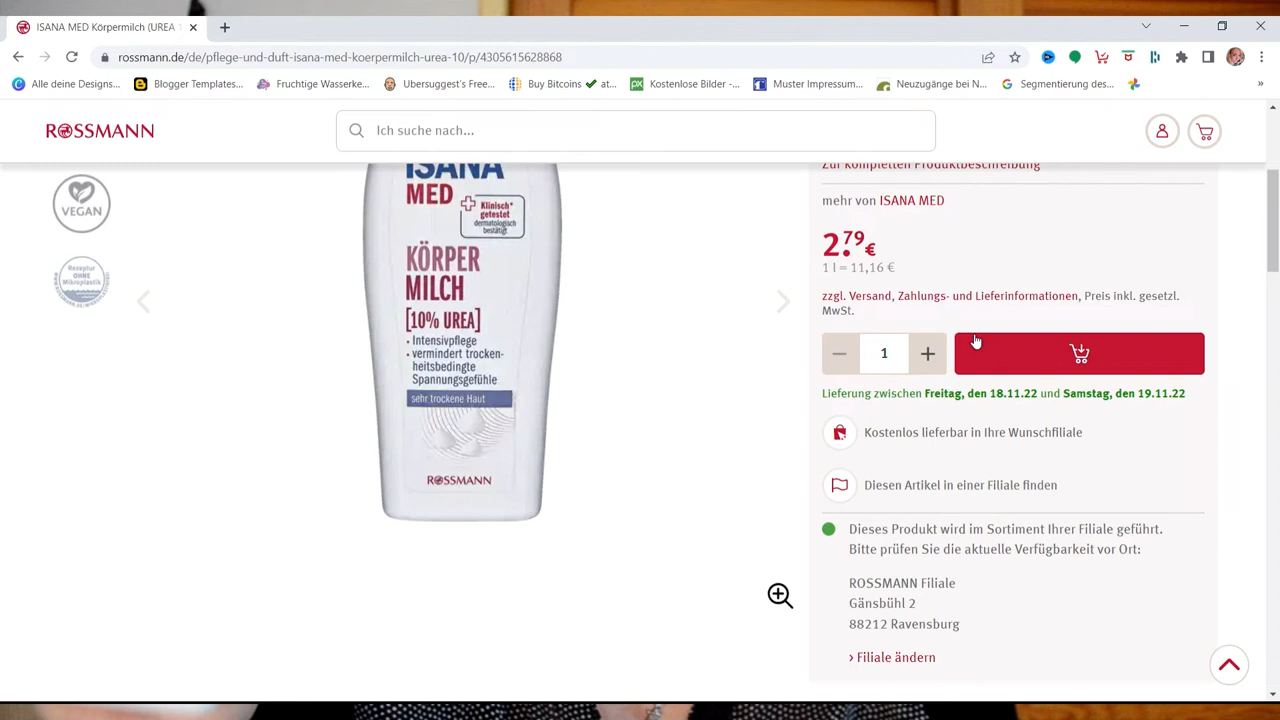 ISANA MED Körpermilch (UREA
rossmann.de/de/pflege-und-duft-isana-med-koerpermilch-urea-10/p/4305615628868
Alle deine Designs...
Blogger Templates...
Fruchtige Wasserke...
Ubersuggest's Free...
Buy Bitcoins ✔ at...
Kostenlose Bilder -...
Muster Impressum...
Neuzugänge bei N...
Segmentierung des...
ROSSMANN
Ich suche nach...
VEGAN
Rezeptur
OHNE
Mikroplastik
ISANA
MED
Klinisch*
getestet
dermatologisch
bestätigt
KÖRPER
MILCH
[10% UREA]
• Intensivpflege
• vermindert trocken-
heitsbedingte
Spannungsgefühle
sehr trockene Haut
ROSSMANN
Zur kompletten Produktbeschreibung
mehr von ISANA MED
2.79 €
1 l = 11,16 €
zzgl. Versand, Zahlungs- und Lieferinformationen, Preis inkl. gesetzl.
MwSt.
1
Lieferung zwischen Freitag, den 18.11.22 und Samstag, den 19.11.22
Kostenlos lieferbar in Ihre Wunschfiliale
Diesen Artikel in einer Filiale finden
Dieses Produkt wird im Sortiment Ihrer Filiale geführt.
Bitte prüfen Sie die aktuelle Verfügbarkeit vor Ort:
ROSSMANN Filiale
Gänsbühl 2
88212 Ravensburg
› Filiale ändern